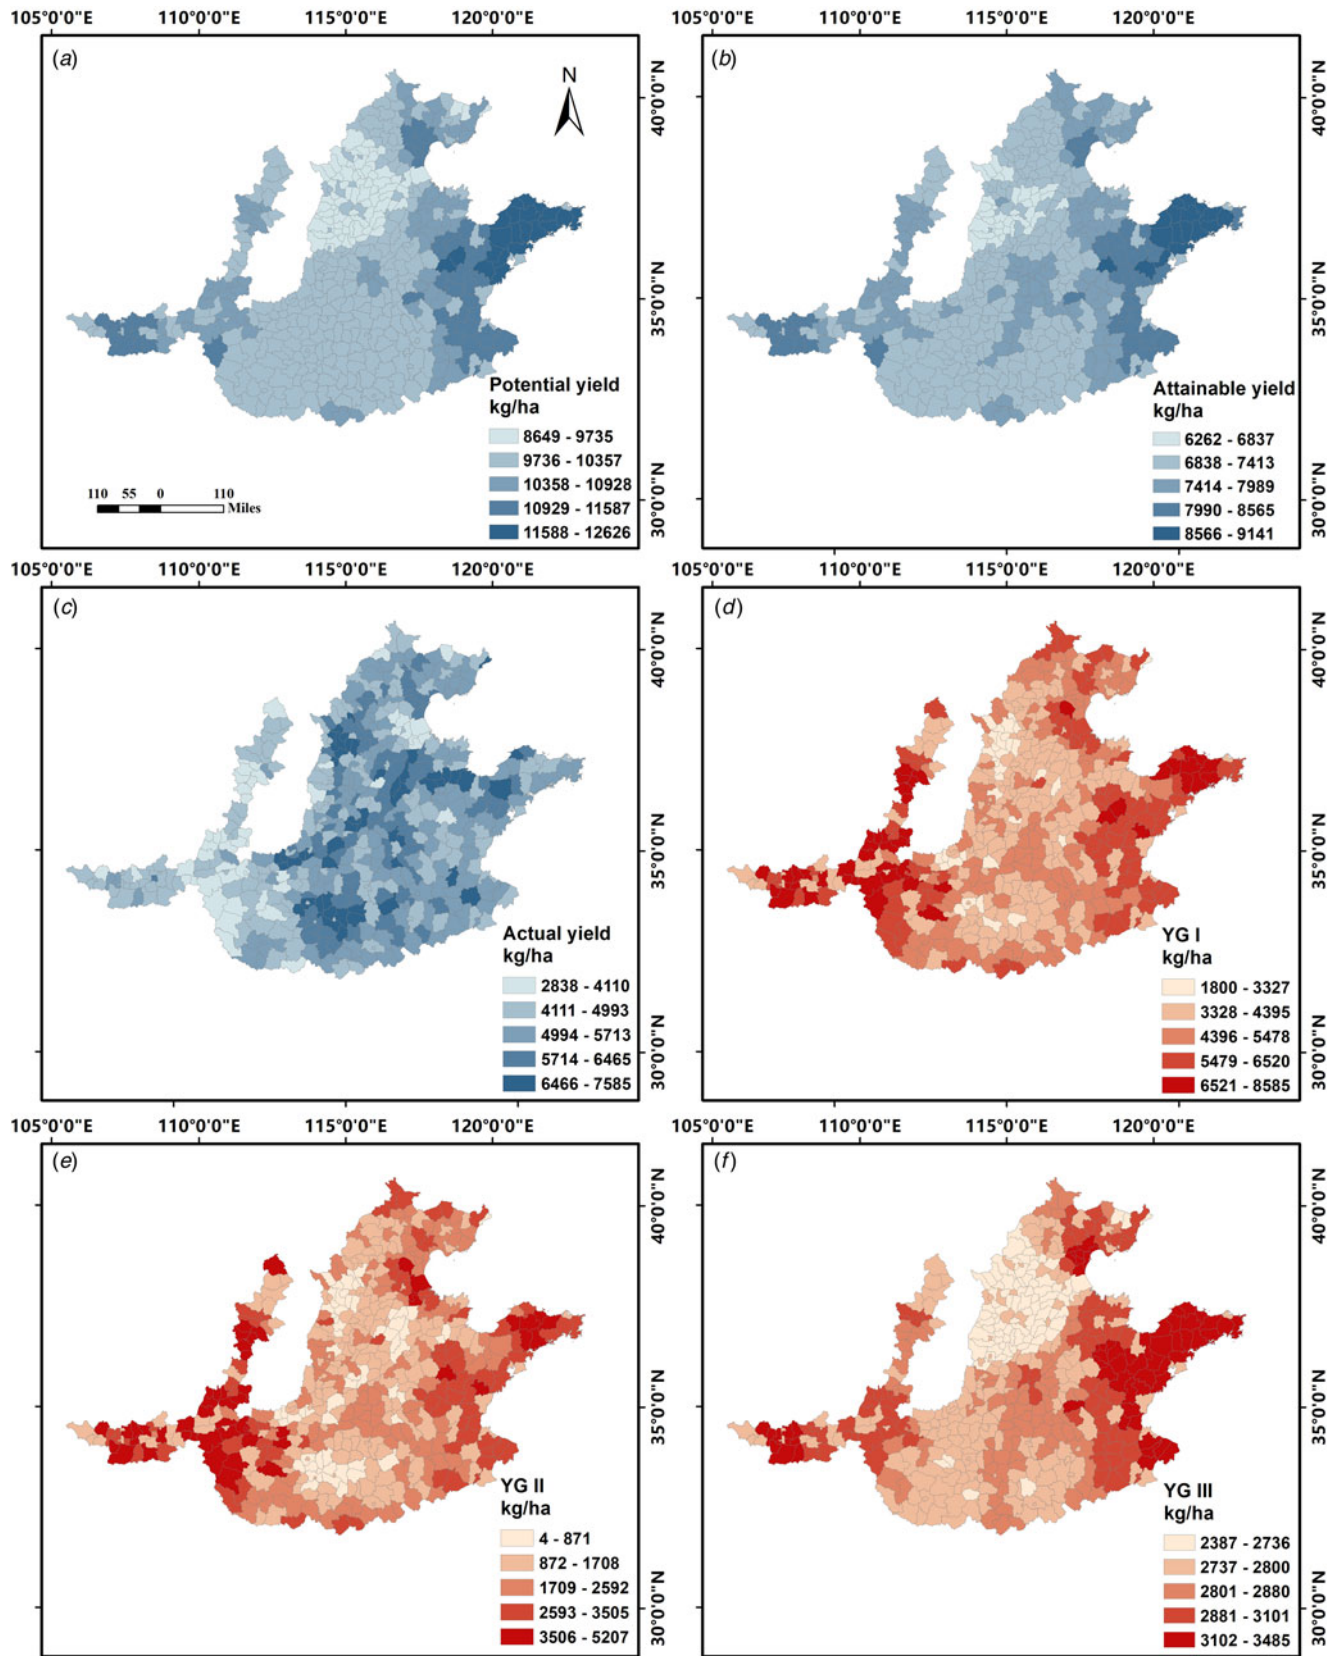 105°0'0"E 110°0'0"E 115°0'0"E 120°0'0"E
105°0'0"E 110°0'0"E 115°0'0"E 120°0'0"E
(a)
N
40°0'0"N
35°0'0"N
30°0'0"N
Potential yield
kg/ha
8649 - 9735
9736 - 10357
10358 - 10928
10929 - 11587
11588 - 12626
110 55 0 110
Miles
(b)
40°0'0"N
35°0'0"N
30°0'0"N
Attainable yield
kg/ha
6262 - 6837
6838 - 7413
7414 - 7989
7990 - 8565
8566 - 9141
105°0'0"E 110°0'0"E 115°0'0"E 120°0'0"E
105°0'0"E 110°0'0"E 115°0'0"E 120°0'0"E
(c)
40°0'0"N
35°0'0"N
30°0'0"N
Actual yield
kg/ha
2838 - 4110
4111 - 4993
4994 - 5713
5714 - 6465
6466 - 7585
(d)
40°0'0"N
35°0'0"N
30°0'0"N
YG I
kg/ha
1800 - 3327
3328 - 4395
4396 - 5478
5479 - 6520
6521 - 8585
105°0'0"E 110°0'0"E 115°0'0"E 120°0'0"E
105°0'0"E 110°0'0"E 115°0'0"E 120°0'0"E
(e)
40°0'0"N
35°0'0"N
30°0'0"N
YG II
kg/ha
4 - 871
872 - 1708
1709 - 2592
2593 - 3505
3506 - 5207
(f)
40°0'0"N
35°0'0"N
30°0'0"N
YG III
kg/ha
2387 - 2736
2737 - 2800
2801 - 2880
2881 - 3101
3102 - 3485